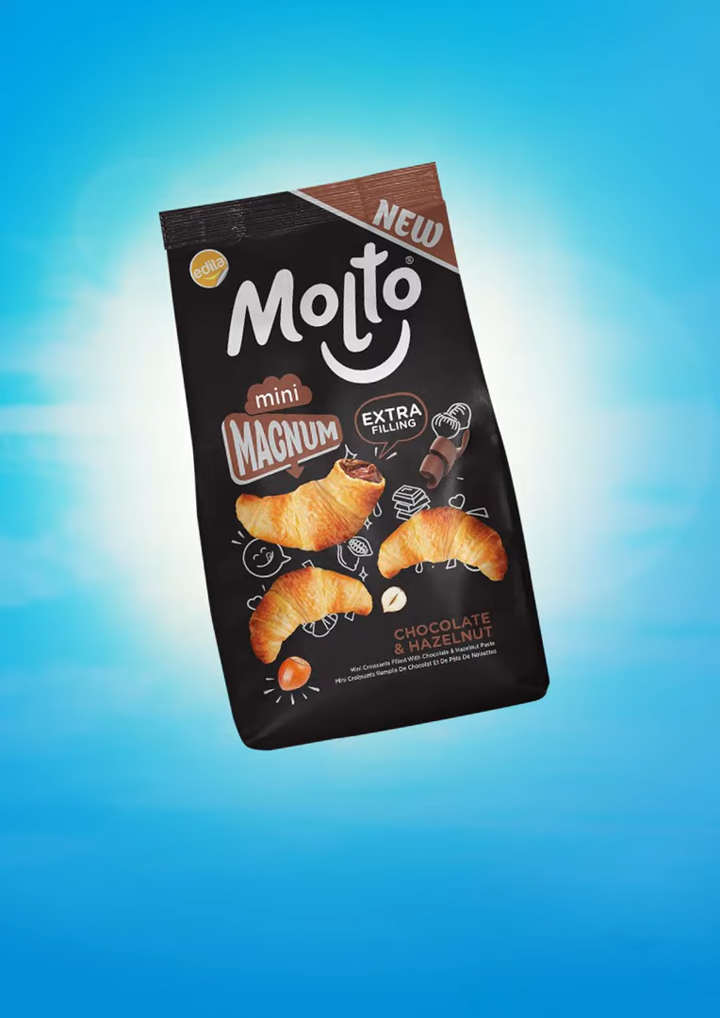 NEW
edita
Molto®
mini
MAGNUM
EXTRA
FILLING
CHOCOLATE
& HAZELNUT
Mini Croissants Filled With Chocolate & Hazelnut Paste
Mini Croissants Remplis De Chocolat Et De Pâte De Noisettes